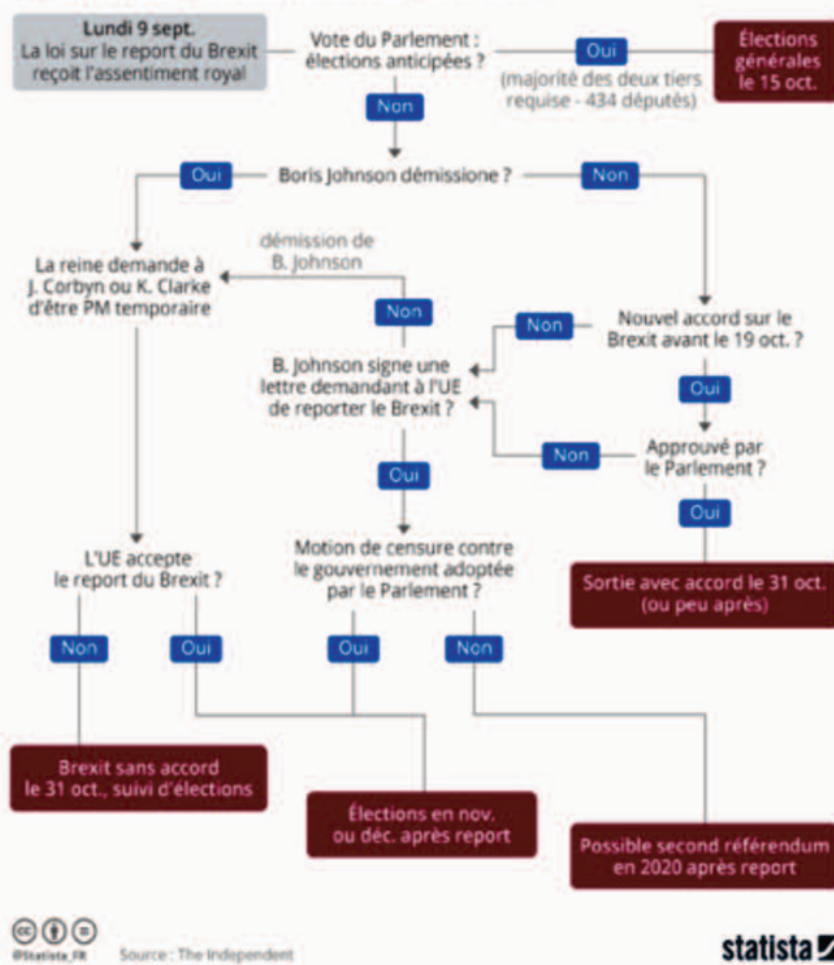 Lundi 9 sept.
La loi sur le report du Brexit
reçoit l'assentiment royal
Vote du Parlement :
élections anticipées ?
Oui
(majorité des deux tiers
requise - 434 députés)
Élections
générales
le 15 oct.
Non
Oui
Boris Johnson démissione ?
Non
La reine demande à
J. Corbyn ou K. Clarke
d'être PM temporaire
démission de
B. Johnson
Non
Non
Nouvel accord sur le
Brexit avant le 19 oct. ?
B. Johnson signe une
lettre demandant à l'UE
de reporter le Brexit ?
Oui
Non
Approuvé par
le Parlement ?
Oui
Oui
L'UE accepte
le report du Brexit ?
Motion de censure contre
le gouvernement adoptée
par le Parlement ?
Sortie avec accord le 31 oct.
(ou peu après)
Non
Oui
Oui
Non
Brexit sans accord
le 31 oct., suivi d'élections
Élections en nov.
ou déc. après report
Possible second référendum
en 2020 après report
cc
@Statista_FR
Source : The Independent
statista